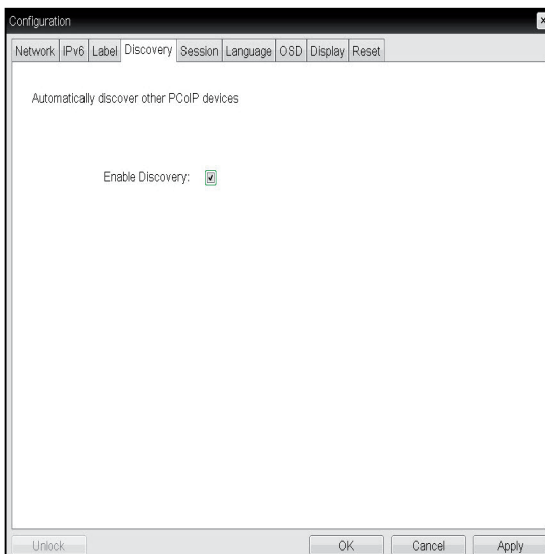 Configuration
Network IPv6 Label Discovery Session Language OSD Display Reset
Automatically discover other PCoIP devices
Enable Discovery:
Unlock OK Cancel Apply